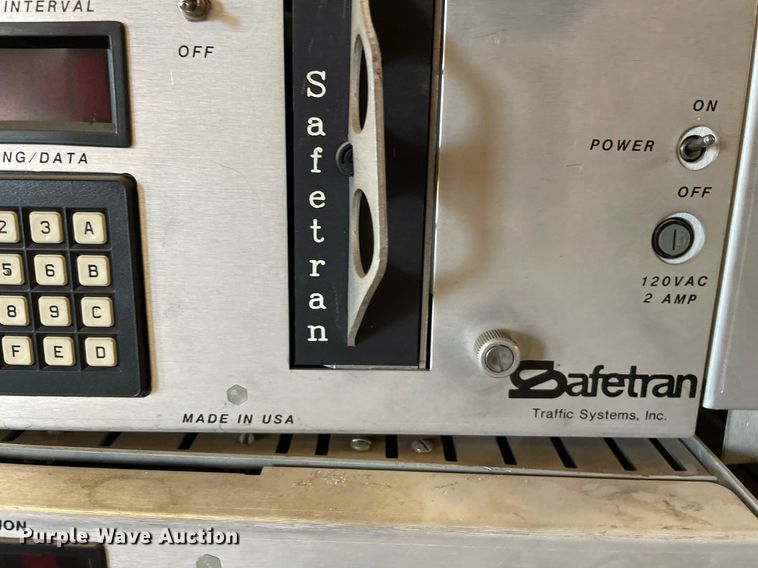 INTERVAL
OFF
NG/DATA
2 3 A
5 6 B
8 9 C
F E D
Safetran
ON
POWER
OFF
120VAC
2 AMP
Safetran
Traffic Systems, Inc.
MADE IN USA
ION
Purple Wave Auction